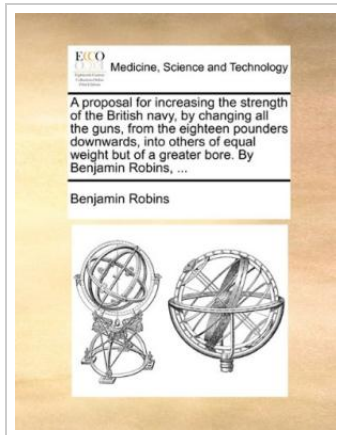 ECCO
Medicine, Science and Technology
A proposal for increasing the strength
of the British navy, by changing all
the guns, from the eighteen pounders
downwards, into others of equal
weight but of a greater bore. By
Benjamin Robins, ...
Benjamin Robins